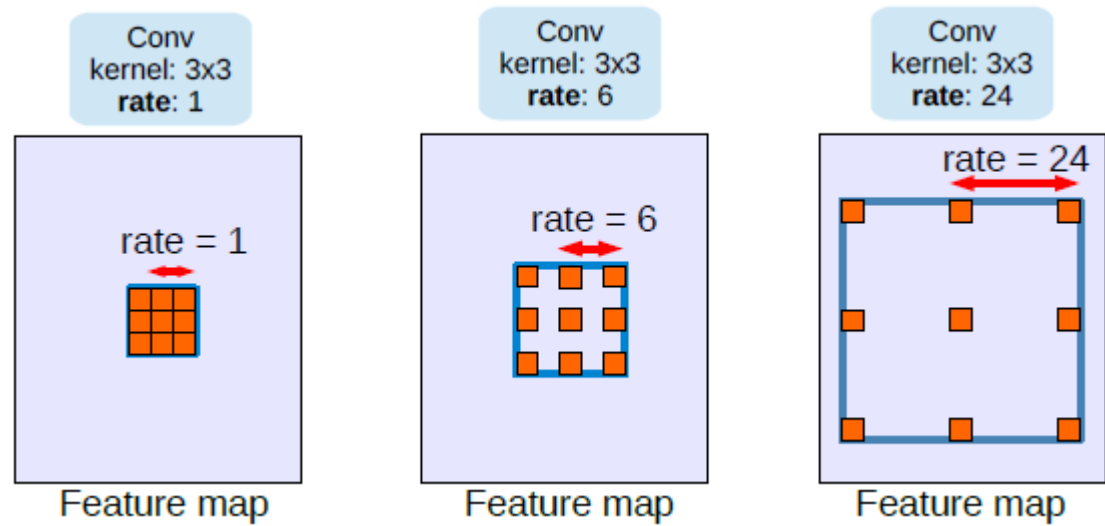 Conv
kernel: 3x3
rate: 1
Conv
kernel: 3x3
rate: 6
Conv
kernel: 3x3
rate: 24
rate = 1
rate = 6
rate = 24
Feature map
Feature map
Feature map